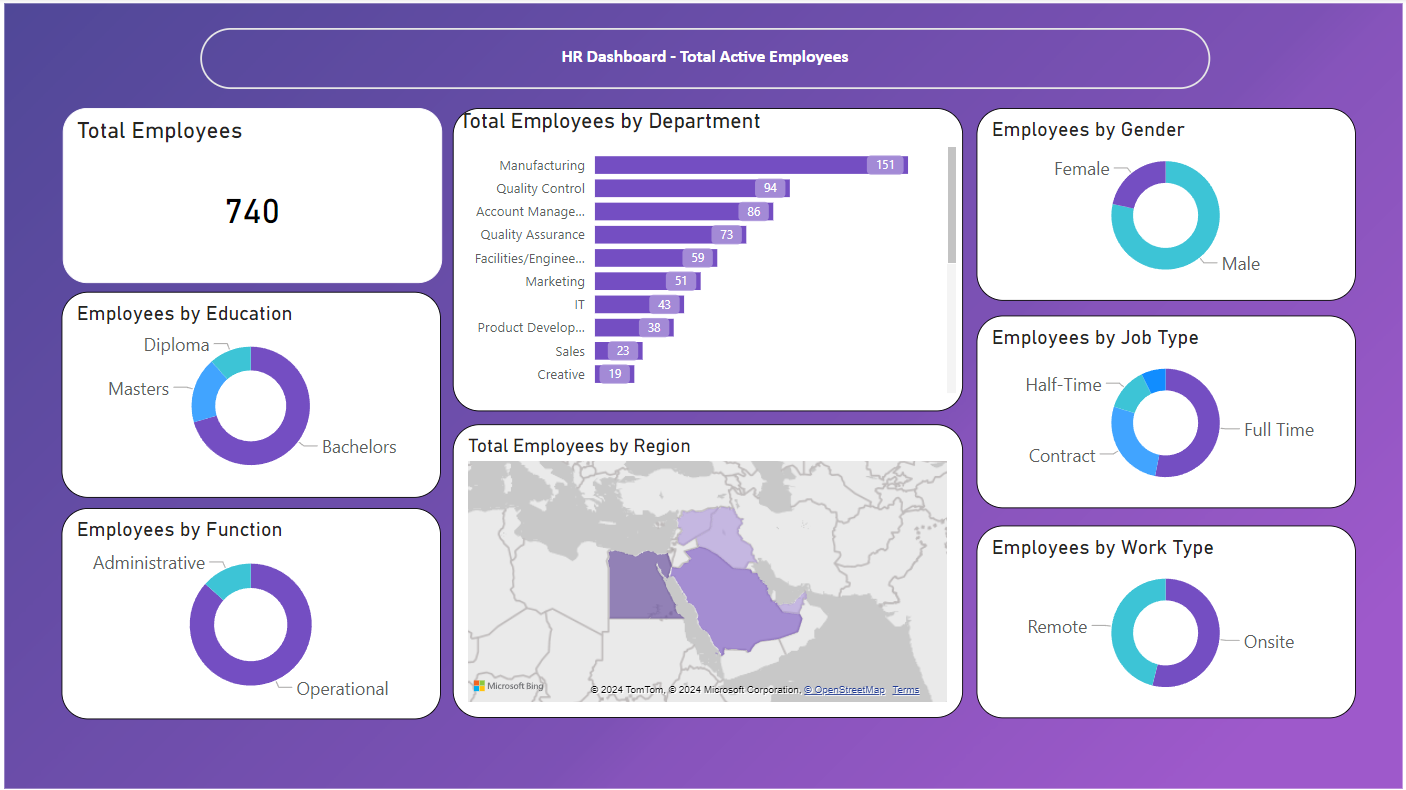 HR Dashboard - Total Active Employees
Total Employees
740
Total Employees by Department
Manufacturing 151
Quality Control 94
Account Manage... 86
Quality Assurance 73
Facilities/Enginee... 59
Marketing 51
IT 43
Product Develop... 38
Sales 23
Creative 19
Employees by Gender
Female
Male
Employees by Education
Diploma
Masters
Bachelors
Employees by Job Type
Half-Time
Full Time
Contract
Total Employees by Region
Microsoft Bing
© 2024 TomTom, © 2024 Microsoft Corporation, © OpenStreetMap Terms
Employees by Function
Administrative
Operational
Employees by Work Type
Remote
Onsite